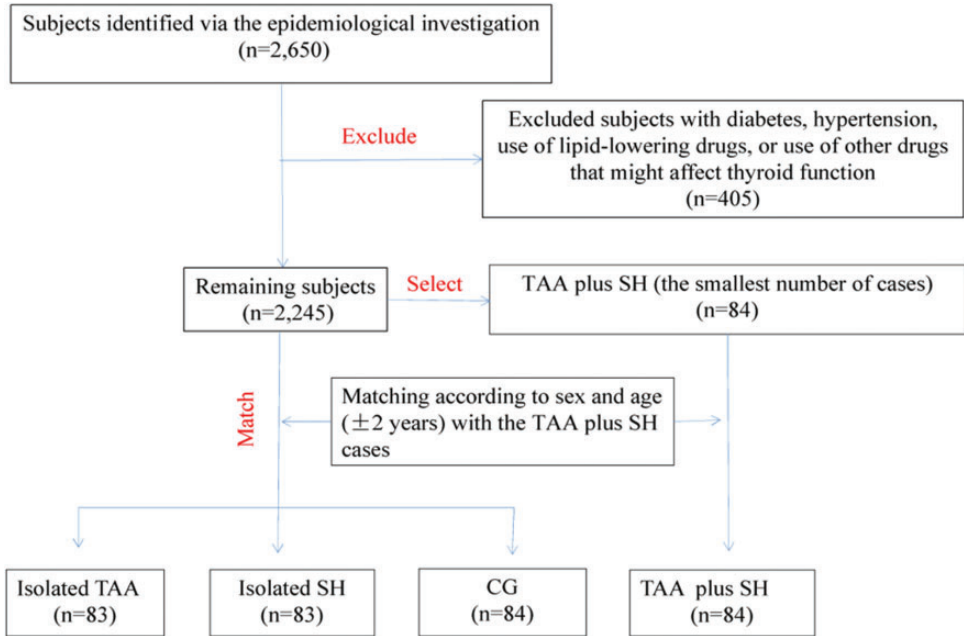 Subjects identified via the epidemiological investigation
(n=2,650)
Exclude
Excluded subjects with diabetes, hypertension,
use of lipid-lowering drugs, or use of other drugs
that might affect thyroid function
(n=405)
Remaining subjects
(n=2,245)
Select
TAA plus SH (the smallest number of cases)
(n=84)
Match
Matching according to sex and age
(±2 years) with the TAA plus SH
cases
Isolated TAA
(n=83)
Isolated SH
(n=83)
CG
(n=84)
TAA plus SH
(n=84)